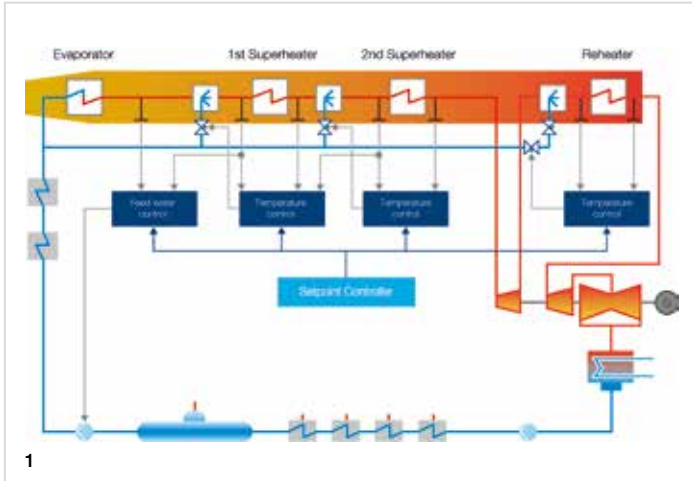 Evaporator
1st Superheater
2nd Superheater
Reheater
Feed water
control
Temperature
control
Temperature
control
Temperature
control
Setpoint Controller
1